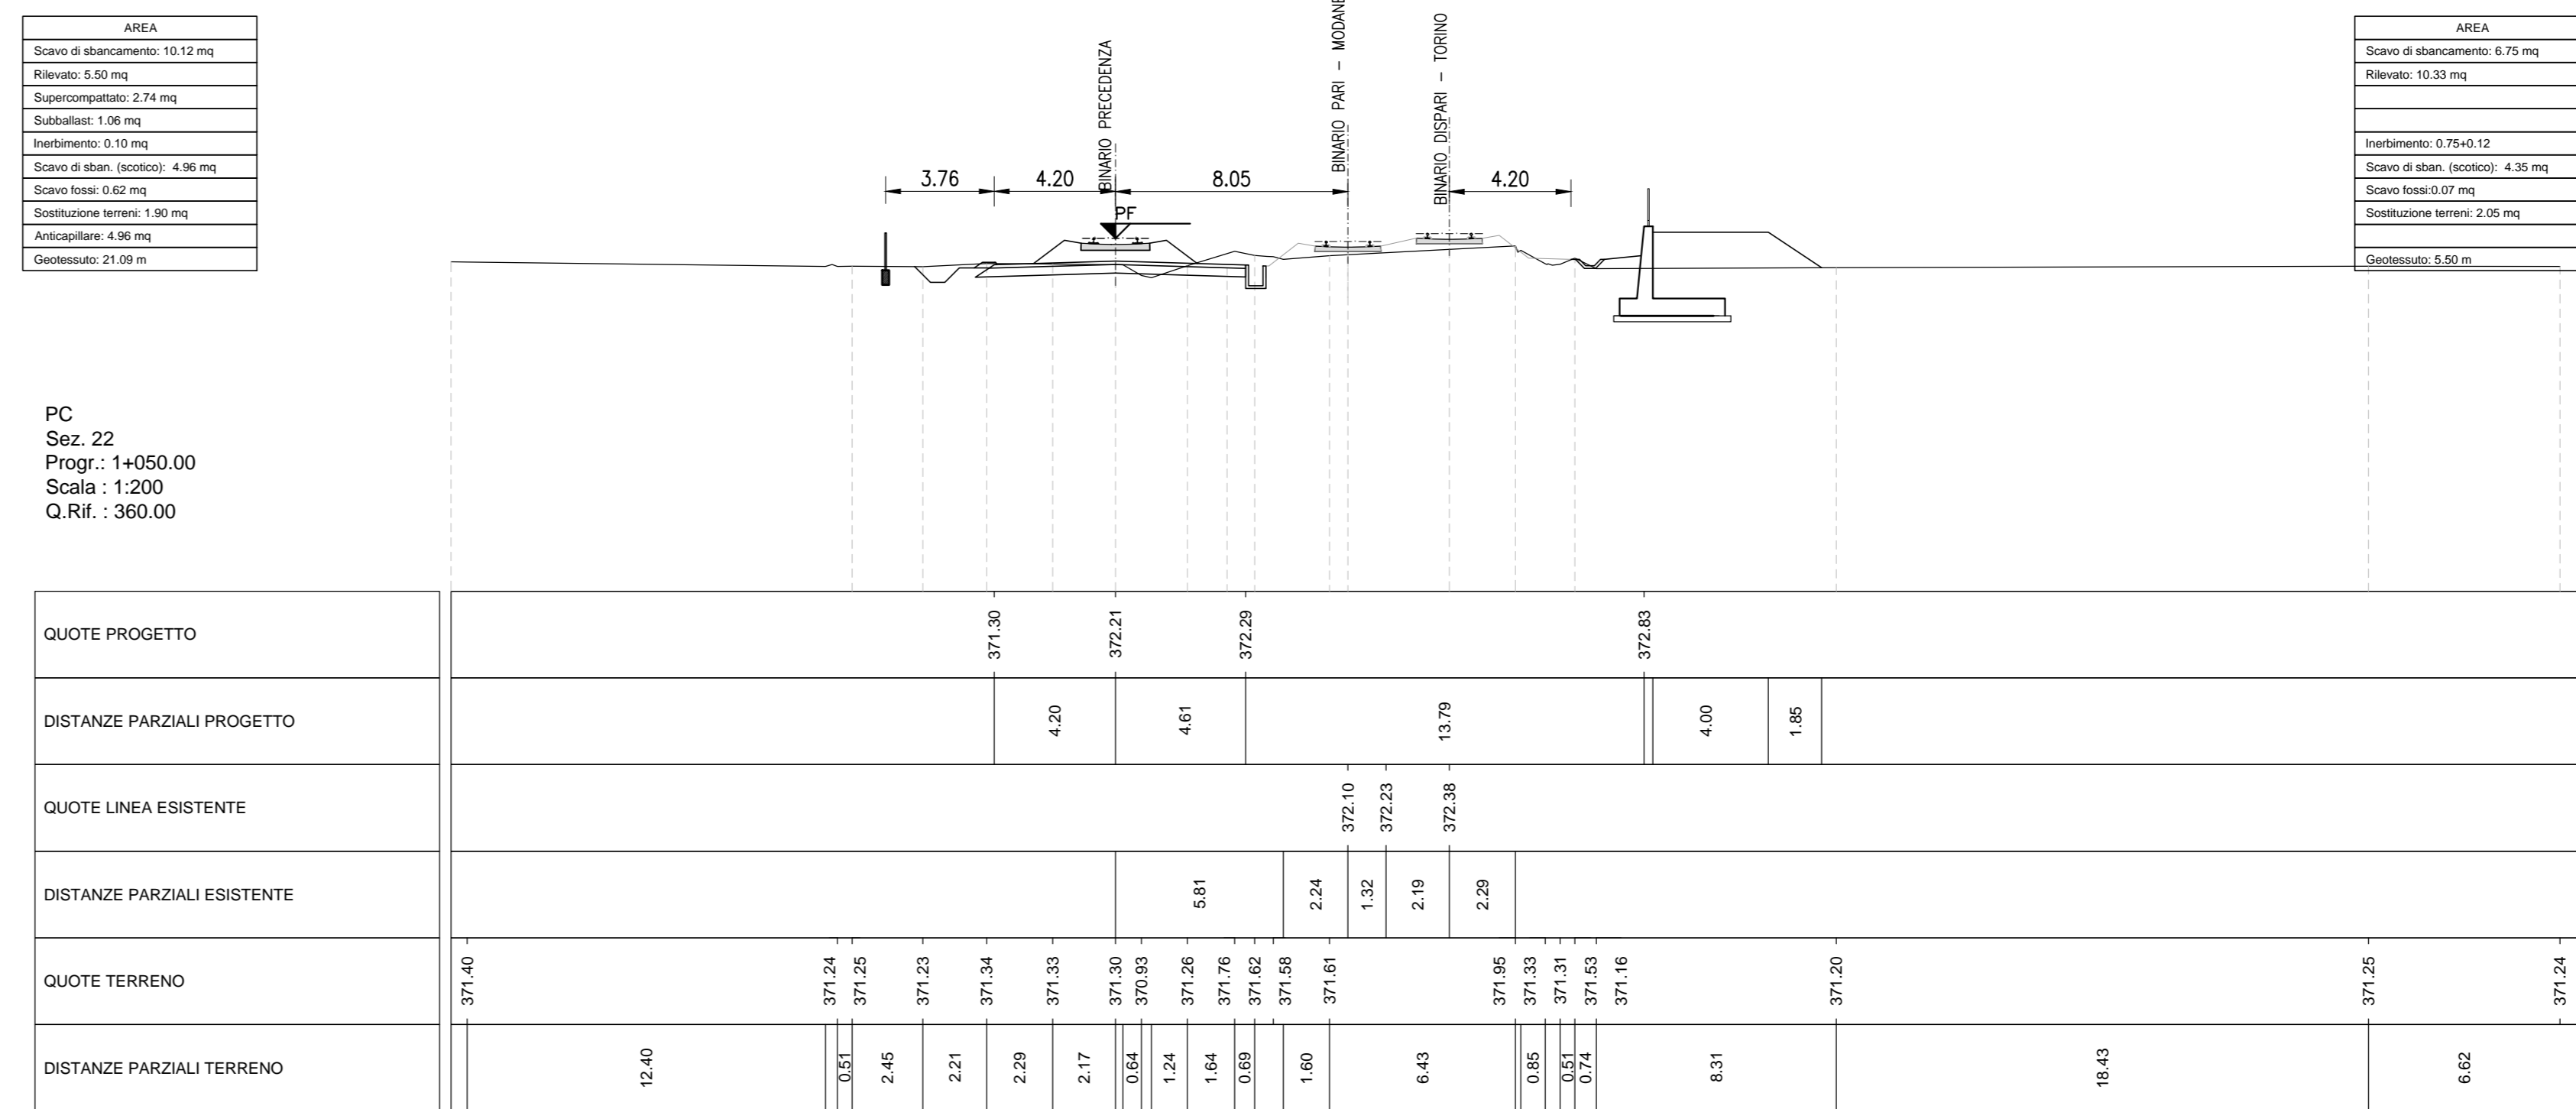 AREA
Scavo di sbancamento: 10.12 mq
Rilevato: 5.50 mq
Supercompattato: 2.74 mq
Subballast: 1.06 mq
Inerbimento: 0.10 mq
Scavo di sban. (scotico): 4.96 mq
Scavo fossi: 0.62 mq
Sostituzione terreni: 1.90 mq
Anticapillare: 4.96 mq
Geotessuto: 21.09 m
BINARIO PRECEDENZA
BINARIO PARI - MODANE
BINARIO DISPARI - TORINO
3.76
4.20
8.05
4.20
PF
AREA
Scavo di sbancamento: 6.75 mq
Rilevato: 10.33 mq
Inerbimento: 0.75+0.12
Scavo di sban. (scotico): 4.35 mq
Scavo fossi:0.07 mq
Sostituzione terreni: 2.05 mq
Geotessuto: 5.50 m
PC
Sez. 22
Progr.: 1+050.00
Scala : 1:200
Q.Rif. : 360.00
QUOTE PROGETTO
371.30
372.21
372.29
372.83
DISTANZE PARZIALI PROGETTO
4.20
4.61
13.79
4.00
1.85
QUOTE LINEA ESISTENTE
372.10
372.23
372.38
DISTANZE PARZIALI ESISTENTE
5.81
2.24
1.32
2.19
2.29
QUOTE TERRENO
371.40
371.24
371.25
371.23
371.34
371.33
371.30
370.93
371.26
371.76
371.62
371.58
371.61
371.95
371.33
371.31
371.53
371.16
371.20
371.25
371.24
DISTANZE PARZIALI TERRENO
12.40
0.51
2.45
2.21
2.29
2.17
0.64
1.24
1.64
0.69
1.60
6.43
0.85
0.51
0.74
8.31
18.43
6.62